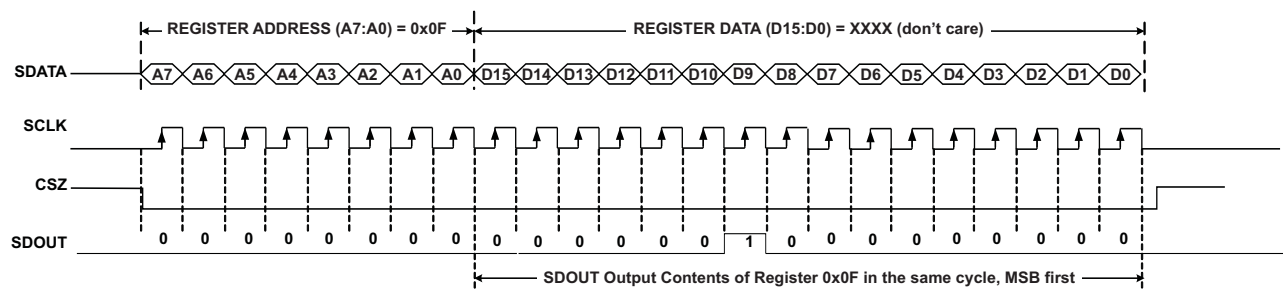 REGISTER ADDRESS (A7:A0) = 0x0F REGISTER DATA (D15:D0) = XXXX (don't care)
SDATA A7 A6 A5 A4 A3 A2 A1 A0 D15 D14 D13 D12 D11 D10 D9 D8 D7 D6 D5 D4 D3 D2 D1 D0
SCLK
CSZ
SDOUT 0 0 0 0 0 0 0 0 0 0 0 0 0 0 1 0 0 0 0 0 0 0 0 0
SDOUT Output Contents of Register 0x0F in the same cycle, MSB first